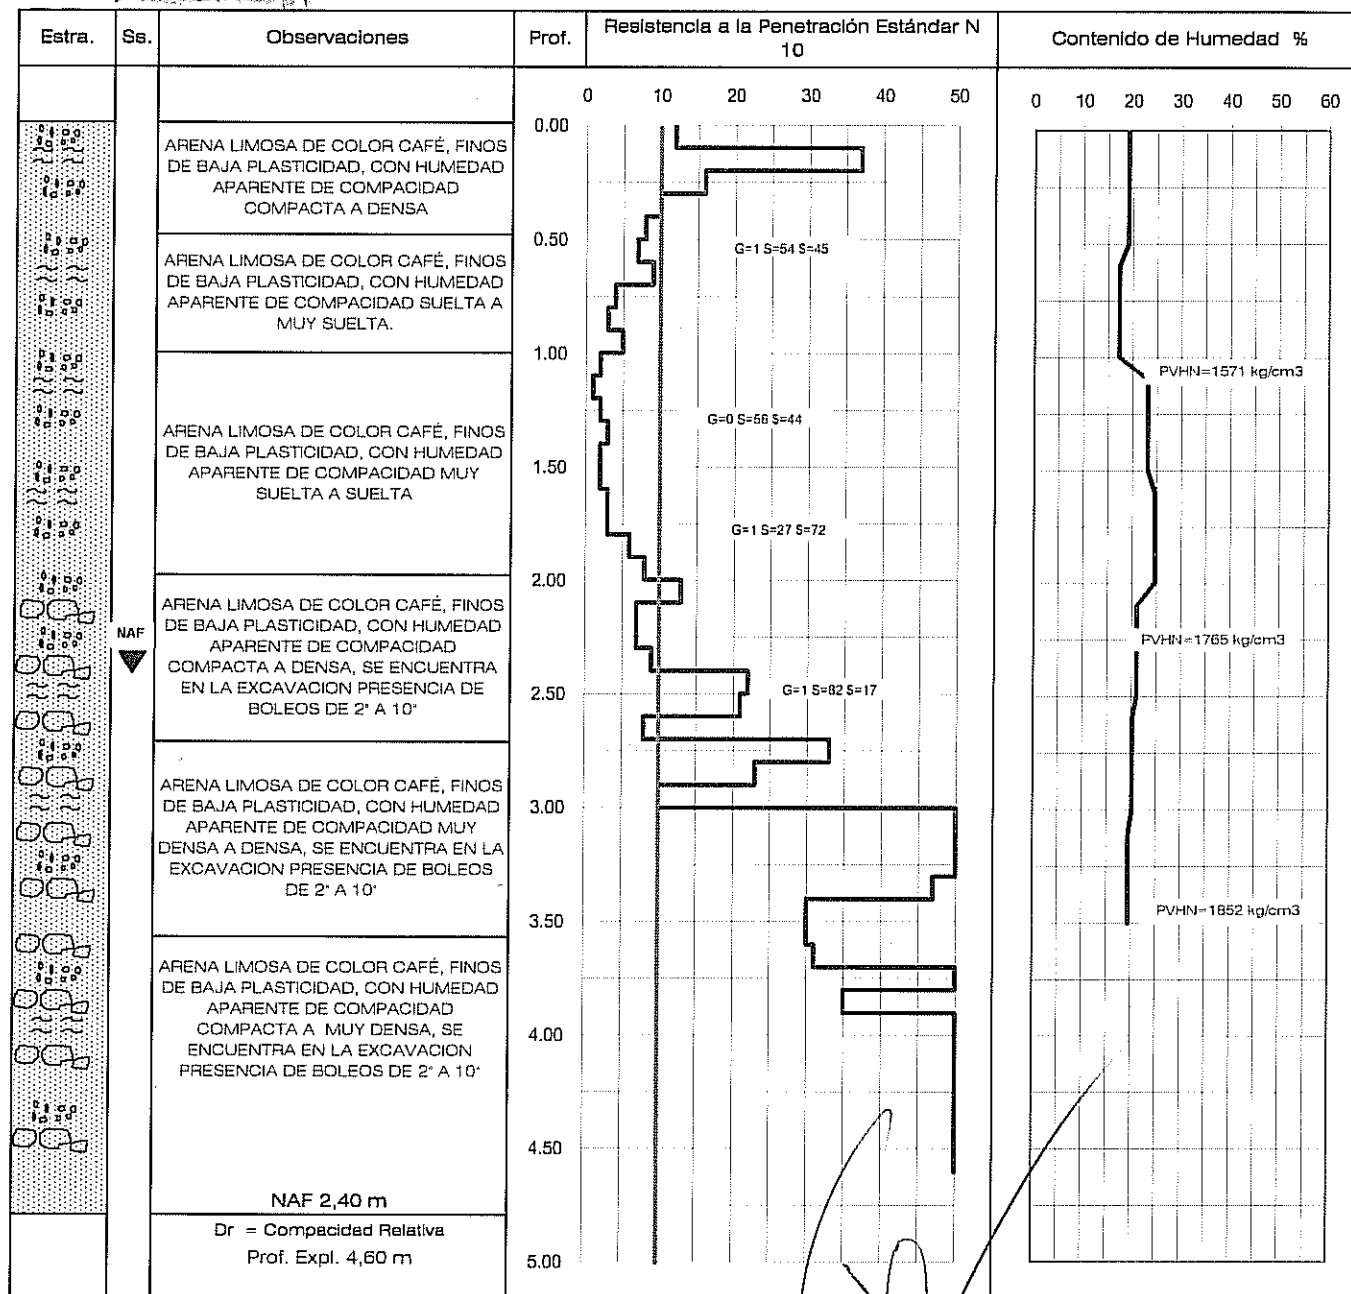 Estra.
Ss.
Observaciones
Prof.
Resistencia a la Penetración Estándar N
10
Contenido de Humedad %
0 10 20 30 40 50
0 10 20 30 40 50 60
0.00
0.50
1.00
1.50
2.00
2.50
3.00
3.50
4.00
4.50
5.00
ARENA LIMOSA DE COLOR CAFÉ, FINOS
DE BAJA PLASTICIDAD, CON HUMEDAD
APARENTE DE COMPACIDAD
COMPACTA A DENSA
ARENA LIMOSA DE COLOR CAFÉ, FINOS
DE BAJA PLASTICIDAD, CON HUMEDAD
APARENTE DE COMPACIDAD SUELTA A
MUY SUELTA.
ARENA LIMOSA DE COLOR CAFÉ, FINOS
DE BAJA PLASTICIDAD, CON HUMEDAD
APARENTE DE COMPACIDAD MUY
SUELTA A SUELTA
ARENA LIMOSA DE COLOR CAFÉ, FINOS
DE BAJA PLASTICIDAD, CON HUMEDAD
APARENTE DE COMPACIDAD
COMPACTA A DENSA, SE ENCUENTRA
EN LA EXCAVACION PRESENCIA DE
BOLEOS DE 2" A 10"
ARENA LIMOSA DE COLOR CAFÉ, FINOS
DE BAJA PLASTICIDAD, CON HUMEDAD
APARENTE DE COMPACIDAD MUY
DENSA A DENSA, SE ENCUENTRA EN LA
EXCAVACION PRESENCIA DE BOLEOS
DE 2" A 10"
ARENA LIMOSA DE COLOR CAFÉ, FINOS
DE BAJA PLASTICIDAD, CON HUMEDAD
APARENTE DE COMPACIDAD
COMPACTA A MUY DENSA, SE
ENCUENTRA EN LA EXCAVACION
PRESENCIA DE BOLEOS DE 2" A 10"
NAF 2,40 m
Dr = Compacidad Relativa
Prof. Expl. 4,60 m
NAF
G=1 S=54 S=45
G=0 S=56 S=44
G=1 S=27 S=72
G=1 S=82 S=17
PVHN=1571 kg/cm3
PVHN=1765 kg/cm3
PVHN=1852 kg/cm3